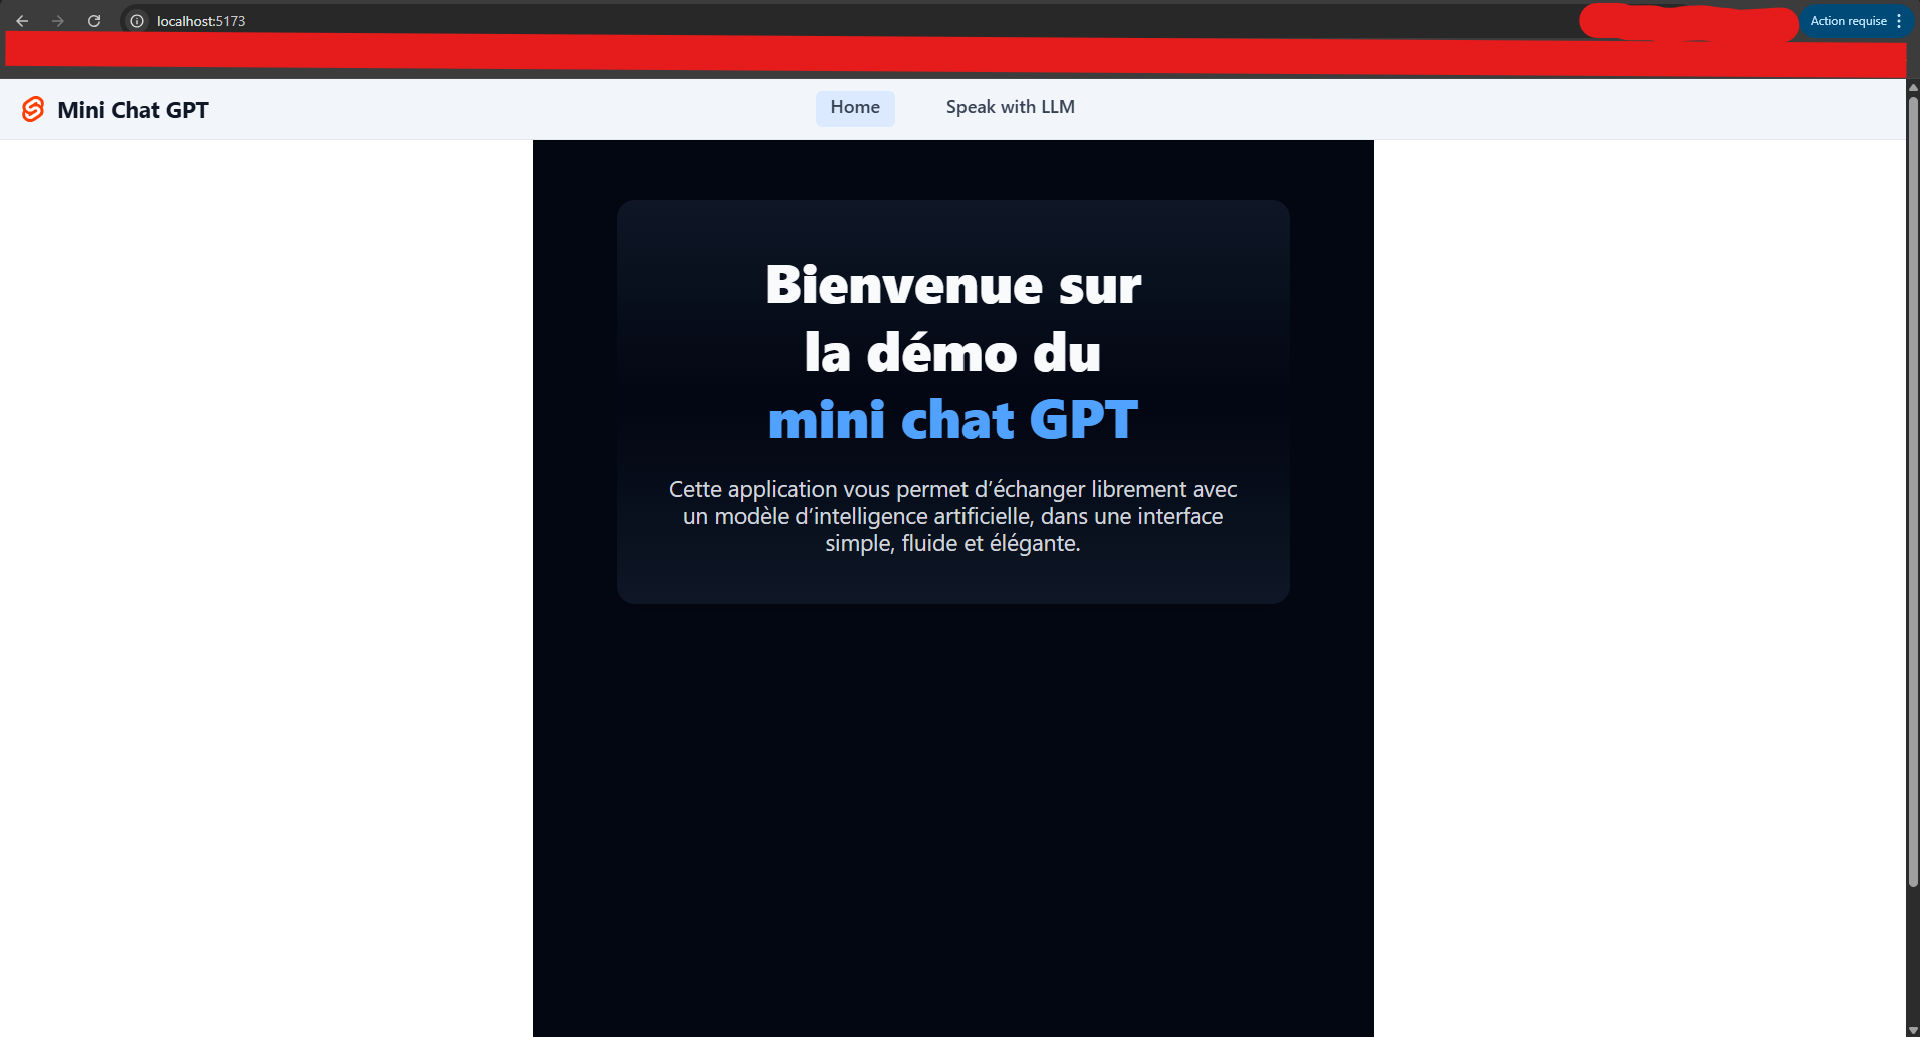 localhost:5173
Action requise
Mini Chat GPT
Home
Speak with LLM
Bienvenue sur
la démo du
mini chat GPT
Cette application vous permet d’échanger librement avec
un modèle d’intelligence artificielle, dans une interface
simple, fluide et élégante.